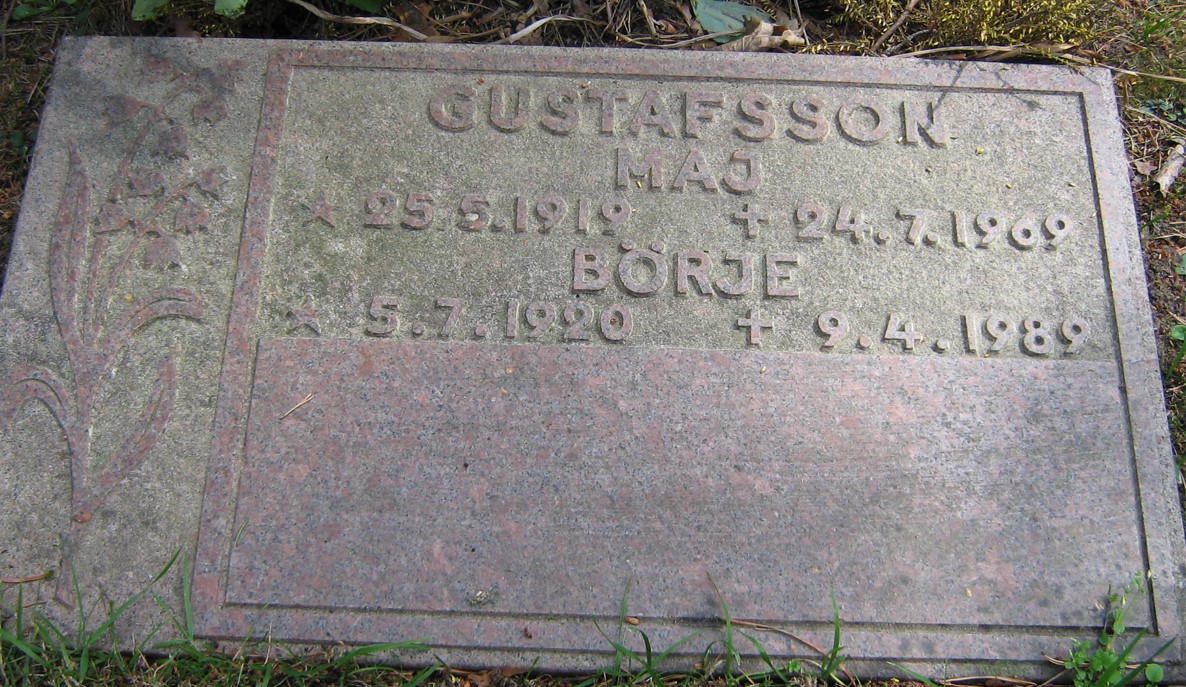 GUSTAFSSON
MAJ
★ 25 5.1919 + 24.7.1969
BÖRJE
★ 5.7.1920 + 9.4.1989